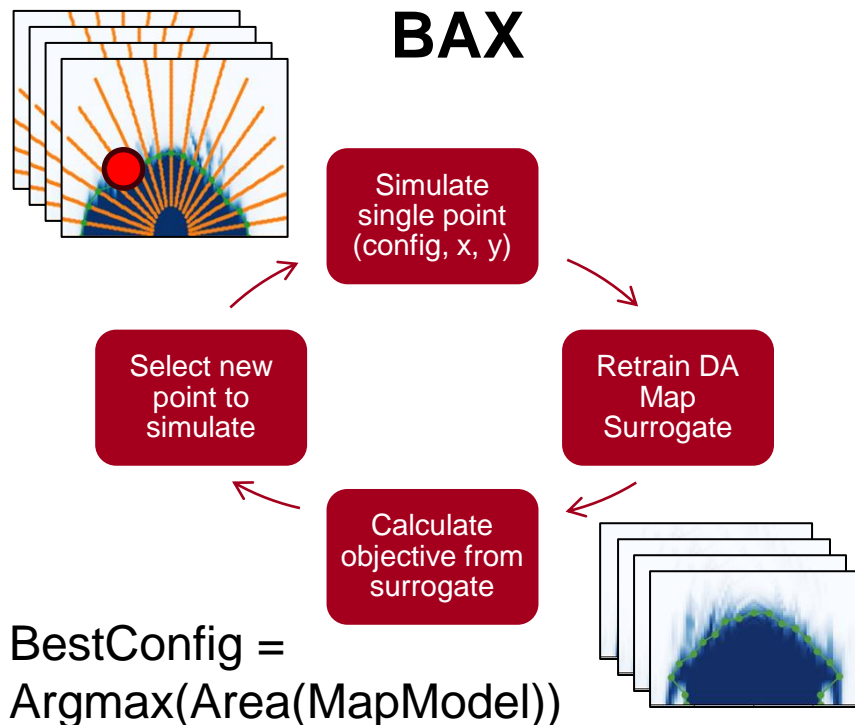 BAX
Simulate
single point
(config, x, y)
Select new
point to
simulate
Retrain DA
Map
Surrogate
Calculate
objective from
surrogate
BestConfig =
Argmax(Area(MapModel))